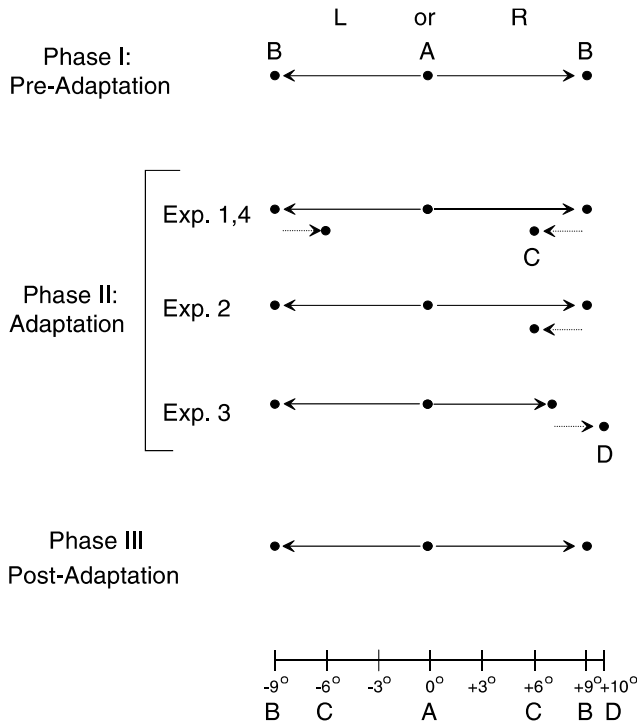 L or R
Phase I:
Pre-Adaptation
B A B
Phase II:
Adaptation
Exp. 1,4
C
Exp. 2
Exp. 3
D
Phase III
Post-Adaptation
-9° -6° -3° 0° +3° +6° +9° +10°
B C A C B D